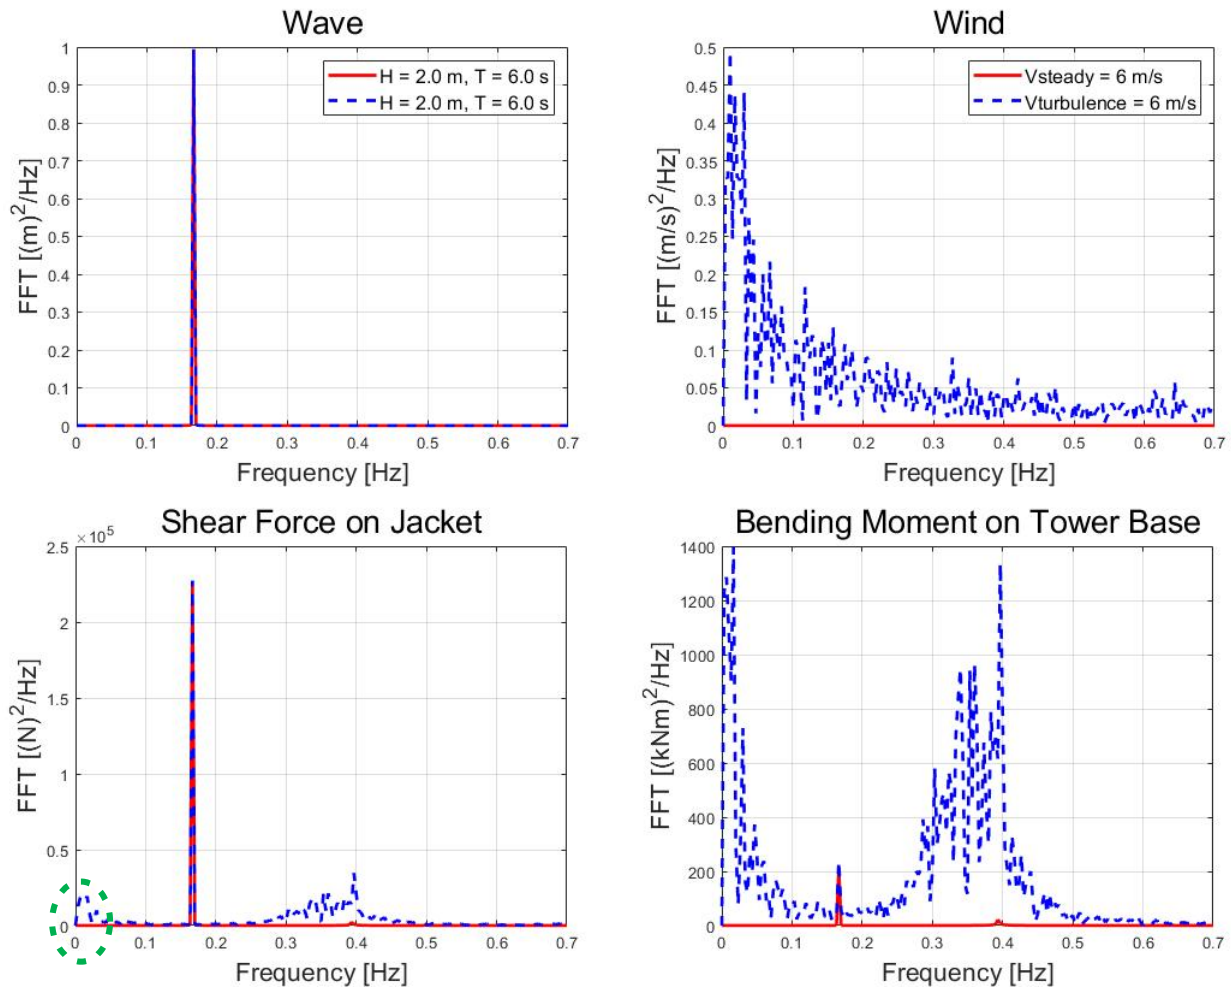 Wave
1
0.9
0.8
0.7
0.6
0.5
0.4
0.3
0.2
0.1
0
FFT [(m)^2/Hz]
H = 2.0 m, T = 6.0 s
H = 2.0 m, T = 6.0 s
0 0.1 0.2 0.3 0.4 0.5 0.6 0.7
Frequency [Hz]
Wind
0.5
0.45
0.4
0.35
0.3
0.25
0.2
0.15
0.1
0.05
0
FFT [(m/s)^2/Hz]
Vsteady = 6 m/s
Vturbulence = 6 m/s
0 0.1 0.2 0.3 0.4 0.5 0.6 0.7
Frequency [Hz]
Shear Force on Jacket
× 10^5
2.5
2
1.5
1
0.5
0
FFT [(N)^2/Hz]
0 0.1 0.2 0.3 0.4 0.5 0.6 0.7
Frequency [Hz]
Bending Moment on Tower Base
1400
1200
1000
800
600
400
200
0
FFT [(kNm)^2/Hz]
0 0.1 0.2 0.3 0.4 0.5 0.6 0.7
Frequency [Hz]